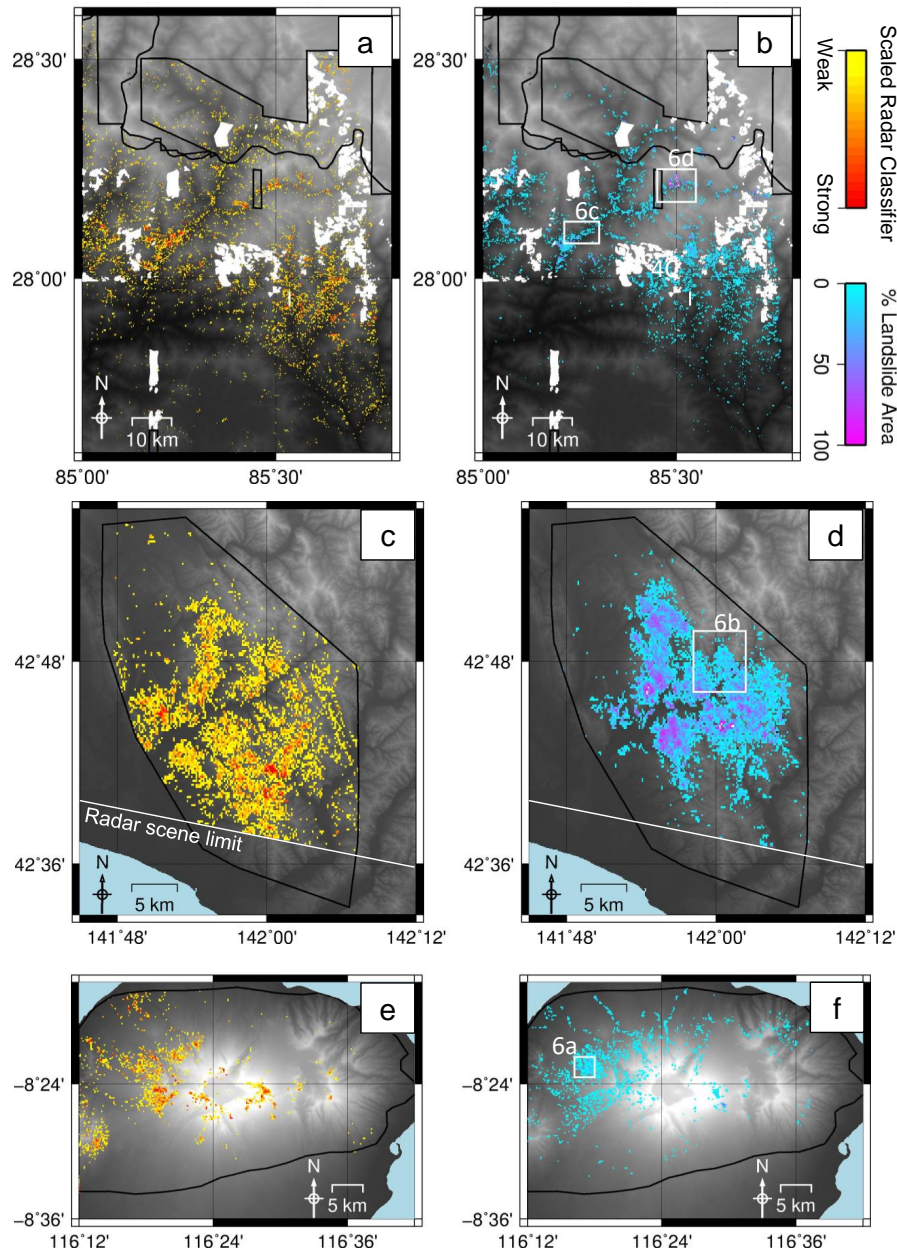 a
b
28˚30'
28˚00'
N
10 km
85˚00'
85˚30'
28˚30'
28˚00'
6d
6c
4d
N
10 km
85˚00'
85˚30'
Scaled Radar Classifier
Weak
Strong
% Landslide Area
0
50
100
c
42˚48'
42˚36'
Radar scene limit
N
5 km
141˚48'
142˚00'
142˚12'
d
6b
42˚48'
42˚36'
N
5 km
141˚48'
142˚00'
142˚12'
e
−8˚24'
−8˚36'
N
5 km
116˚12'
116˚24'
116˚36'
f
6a
−8˚24'
−8˚36'
N
5 km
116˚12'
116˚24'
116˚36'